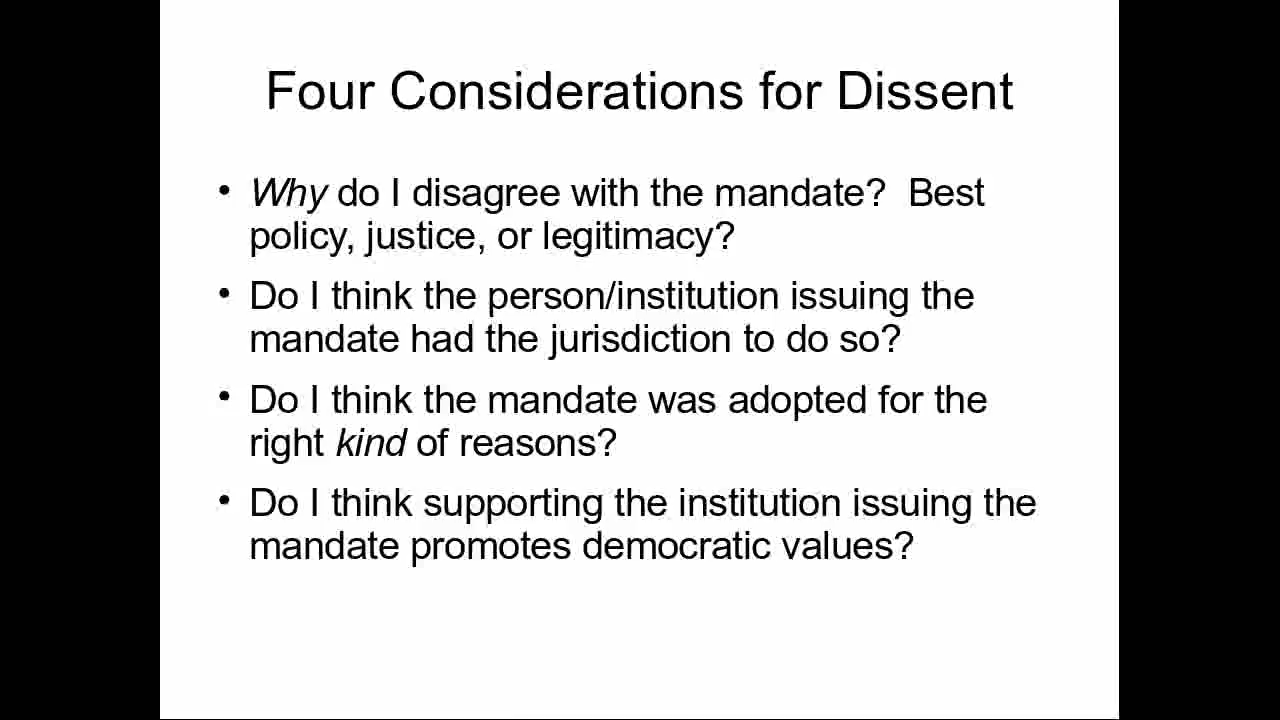 Four Considerations for Dissent
• Why do I disagree with the mandate?  Best
policy, justice, or legitimacy?
• Do I think the person/institution issuing the
mandate had the jurisdiction to do so?
• Do I think the mandate was adopted for the
right kind of reasons?
• Do I think supporting the institution issuing the
mandate promotes democratic values?